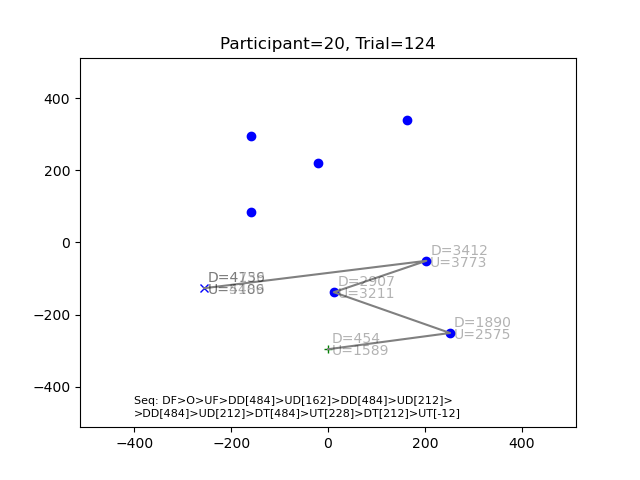 Participant=20, Trial=124
400
200
0
−200
−400
D=3412
U=3773
D=2907
U=3211
D=1890
U=2575
D=454
U=1589
Seq: DF>O>UF>DD[484]>UD[162]>DD[484]>UD[212]>
>DD[484]>UD[212]>DT[484]>UT[228]>DT[212]>UT[-12]
−400
−200
0
200
400